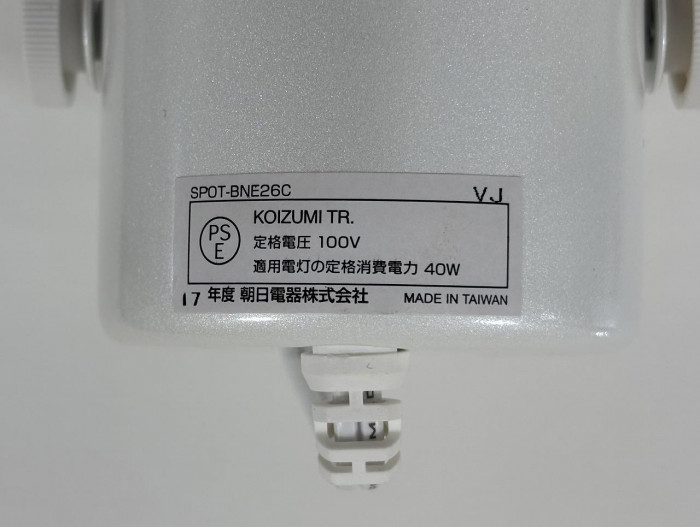 SPOT-BNE26C VJ
PS
E
KOIZUMI TR.
定格電圧 100V
適用電灯の定格消費電力 40W
17 年度 朝日電器株式会社 MADE IN TAIWAN